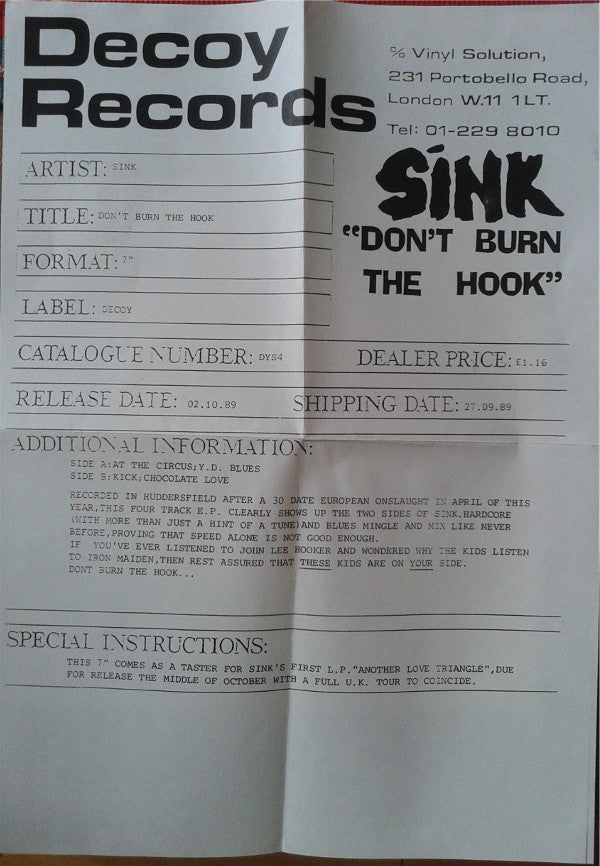 Decoy
Records
℅ Vinyl Solution,
231 Portobello Road,
London W.11 1LT.
Tel: 01-229 8010
ARTIST: SINK
TITLE: DON'T BURN THE HOOK
FORMAT: 7"
LABEL: DECOY
SINK
"DON'T BURN
THE HOOK"
CATALOGUE NUMBER: DYS4 DEALER PRICE: £1.16
RELEASE DATE: 02.10.89 SHIPPING DATE: 27.09.89
ADDITIONAL INFORMATION:
SIDE A:AT THE CIRCUS;Y.D. BLUES
SIDE B:KICK;CHOCOLATE LOVE
RECORDED IN HUDDERSFIELD AFTER A 30 DATE EUROPEAN ONSLAUGHT IN APRIL OF THIS
YEAR,THIS FOUR TRACK E.P. CLEARLY SHOWS UP THE TWO SIDES OF SINK.HARDCORE
(WITH MORE THAN JUST A HINT OF A TUNE)AND BLUES MINGLE AND MIX LIKE NEVER
BEFORE,PROVING THAT SPEED ALONE IS NOT GOOD ENOUGH.
IF YOU'VE EVER LISTENED TO JOHN LEE HOOKER AND WONDERED WHY THE KIDS LISTEN
TO IRON MAIDEN,THEN REST ASSURED THAT THESE KIDS ARE ON YOUR SIDE.
DONT BURN THE HOOK...
SPECIAL INSTRUCTIONS:
THIS 7" COMES AS A TASTER FOR SINK'S FIRST L.P."ANOTHER LOVE TRIANGLE",DUE
FOR RELEASE THE MIDDLE OF OCTOBER WITH A FULL U.K. TOUR TO COINCIDE.